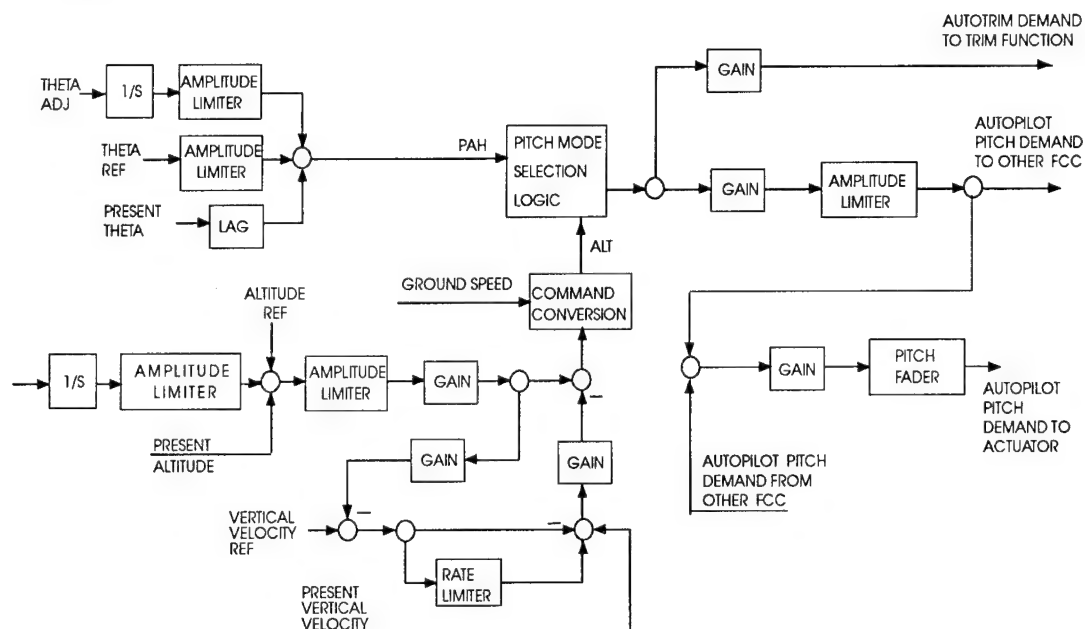 AUTOTRIM DEMAND
TO TRIM FUNCTION
GAIN
THETA
ADJ
1/S
AMPLITUDE
LIMITER
THETA
REF
AMPLITUDE
LIMITER
PRESENT
THETA
LAG
PAH
PITCH MODE
SELECTION
LOGIC
GAIN
AMPLITUDE
LIMITER
AUTOPILOT
PITCH DEMAND
TO OTHER FCC
ALT
GROUND SPEED
COMMAND
CONVERSION
ALTITUDE
REF
1/S
AMPLITUDE
LIMITER
AMPLITUDE
LIMITER
GAIN
–
PRESENT
ALTITUDE
GAIN
GAIN
GAIN
PITCH
FADER
AUTOPILOT
PITCH
DEMAND TO
ACTUATOR
AUTOPILOT PITCH
DEMAND FROM
OTHER FCC
VERTICAL
VELOCITY
REF
–
–
RATE
LIMITER
PRESENT
VERTICAL
VELOCITY